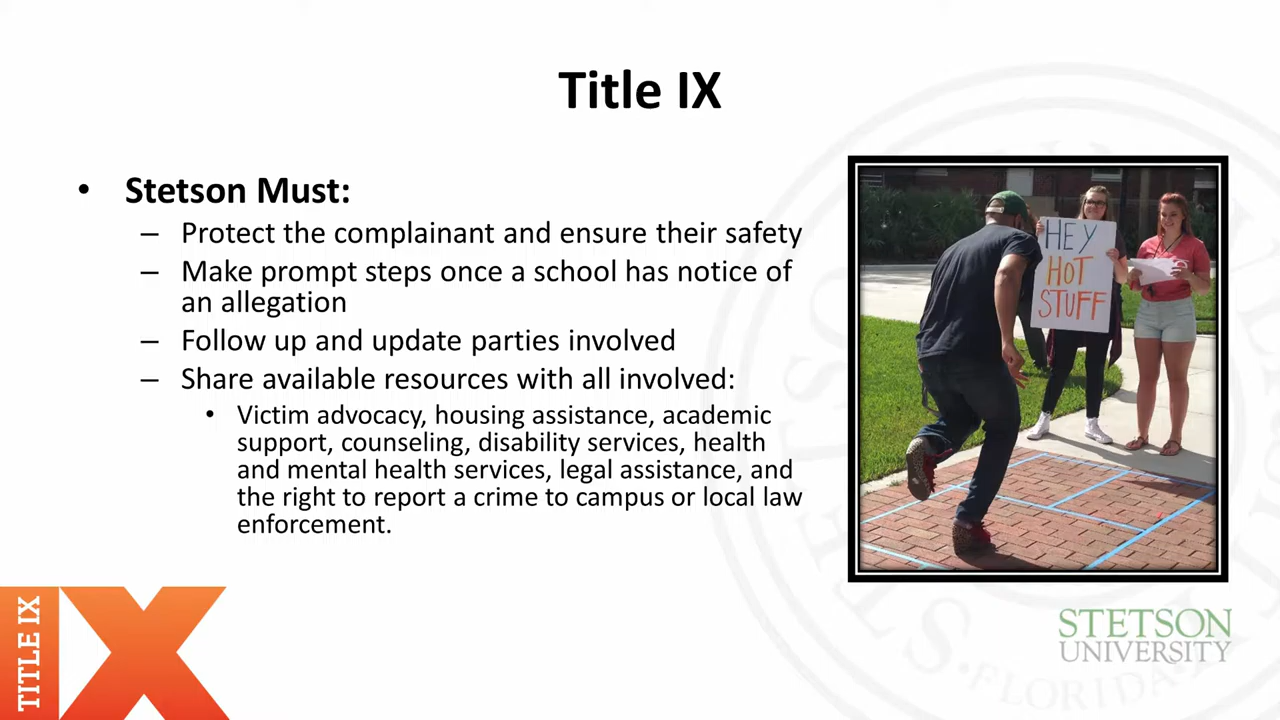 Title IX
• Stetson Must:
– Protect the complainant and ensure their safety
– Make prompt steps once a school has notice of
an allegation
– Follow up and update parties involved
– Share available resources with all involved:
• Victim advocacy, housing assistance, academic
support, counseling, disability services, health
and mental health services, legal assistance, and
the right to report a crime to campus or local law
enforcement.
HEY
HOT
STUFF
TITLE IX
IX
STETSON
UNIVERSITY